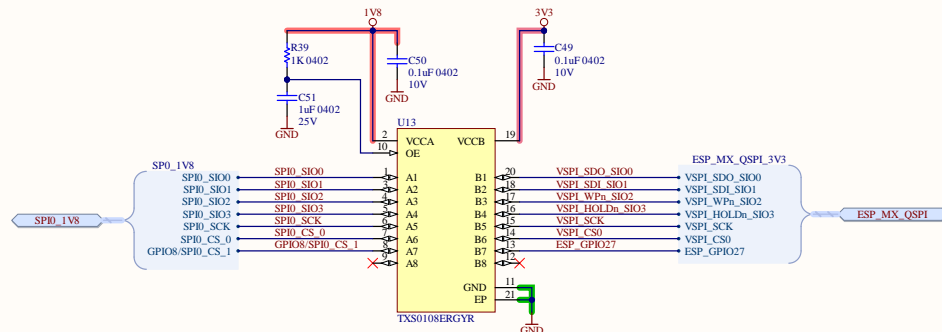 1V8
3V3
R39
1K 0402
C50
0.1uF 0402
10V
GND
C49
0.1uF 0402
10V
GND
C51
1uF 0402
25V
GND
U13
2 VCCA VCCB 19
10 OE
SP0_1V8
ESP_MX_QSPI_3V3
SPI0_SIO0 SPI0_SIO0 1 A1 B1 20 VSPI_SDO_SIO0 VSPI_SDO_SIO0
SPI0_SIO1 SPI0_SIO1 3 A2 B2 18 VSPI_SDI_SIO1 VSPI_SDI_SIO1
SPI0_SIO2 SPI0_SIO2 4 A3 B3 17 VSPI_WPn_SIO2 VSPI_WPn_SIO2
SPI0_SIO3 SPI0_SIO3 5 A4 B4 16 VSPI_HOLDn_SIO3 VSPI_HOLDn_SIO3
SPI0_SCK SPI0_SCK 6 A5 B5 15 VSPI_SCK VSPI_SCK
SPI0_CS_0 SPI0_CS_0 7 A6 B6 14 VSPI_CS0 VSPI_CS0
GPIO8/SPI0_CS_1 GPIO8/SPI0_CS_1 8 A7 B7 13 ESP_GPIO27 ESP_GPIO27
9 A8 B8 12
SPI0_1V8
ESP_MX_QSPI
GND 11
EP 21
TXS0108ERGYR
GND